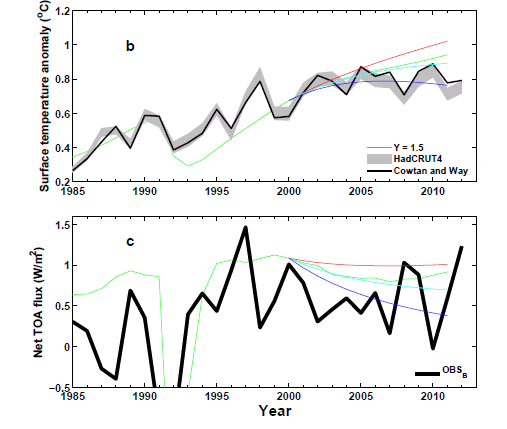 Surface temperature anomaly (°C)
1.2
1
0.8
0.6
0.4
0.2
b
Y = 1.5
HadCRUT4
Cowtan and Way
1985 1990 1995 2000 2005 2010
Net TOA flux (W/m²)
1.5
1
0.5
0
−0.5
c
OBS_B
1985 1990 1995 2000 2005 2010
Year